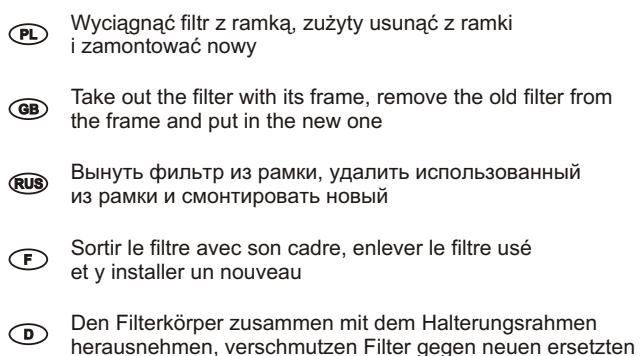 PL Wyciągnąć filtr z ramką, zużyty usunąć z ramki
i zamontować nowy
GB Take out the filter with its frame, remove the old filter from
the frame and put in the new one
RUS Вынуть фильтр из рамки, удалить использованный
из рамки и смонтировать новый
F Sortir le filtre avec son cadre, enlever le filtre usé
et y installer un nouveau
D Den Filterkörper zusammen mit dem Halterungsrahmen
herausnehmen, verschmutzen Filter gegen neuen ersetzten